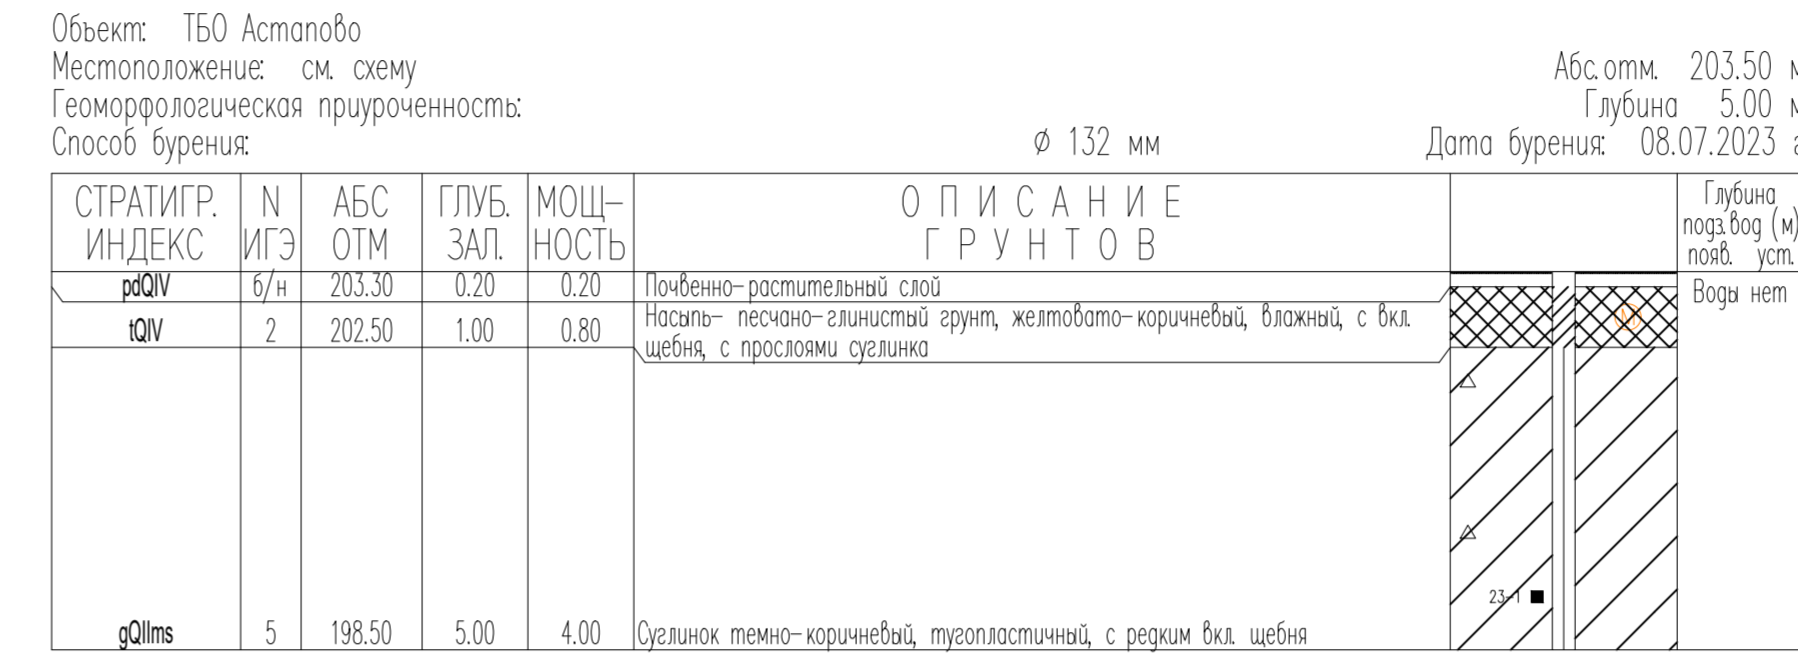 Объект: ТБО Астапово
Местоположение: см. схему
Абс.отм. 203.50 м
Геоморфологическая приуроченность:
Глубина 5.00 м
Способ бурения:
Ø 132 мм
Дата бурения: 08.07.2023 г
СТРАТИГР. ИНДЕКС
N ИГЭ
АБС ОТМ
ГЛУБ. ЗАЛ.
МОЩ– НОСТЬ
ОПИСАНИЕ
ГРУНТОВ
Глубина
подз.вод (м)
появ. уст.
pdQIV б/н 203.30 0.20 0.20 Почвенно–растительный слой
Воды нет
tQIV 2 202.50 1.00 0.80 Насыпь– песчано–глинистый грунт, желтовато–коричневый, влажный, с вкл.
щебня, с прослоями суглинка
М
23–1
gQIIms 5 198.50 5.00 4.00 Суглинок темно–коричневый, тугопластичный, с редким вкл. щебня